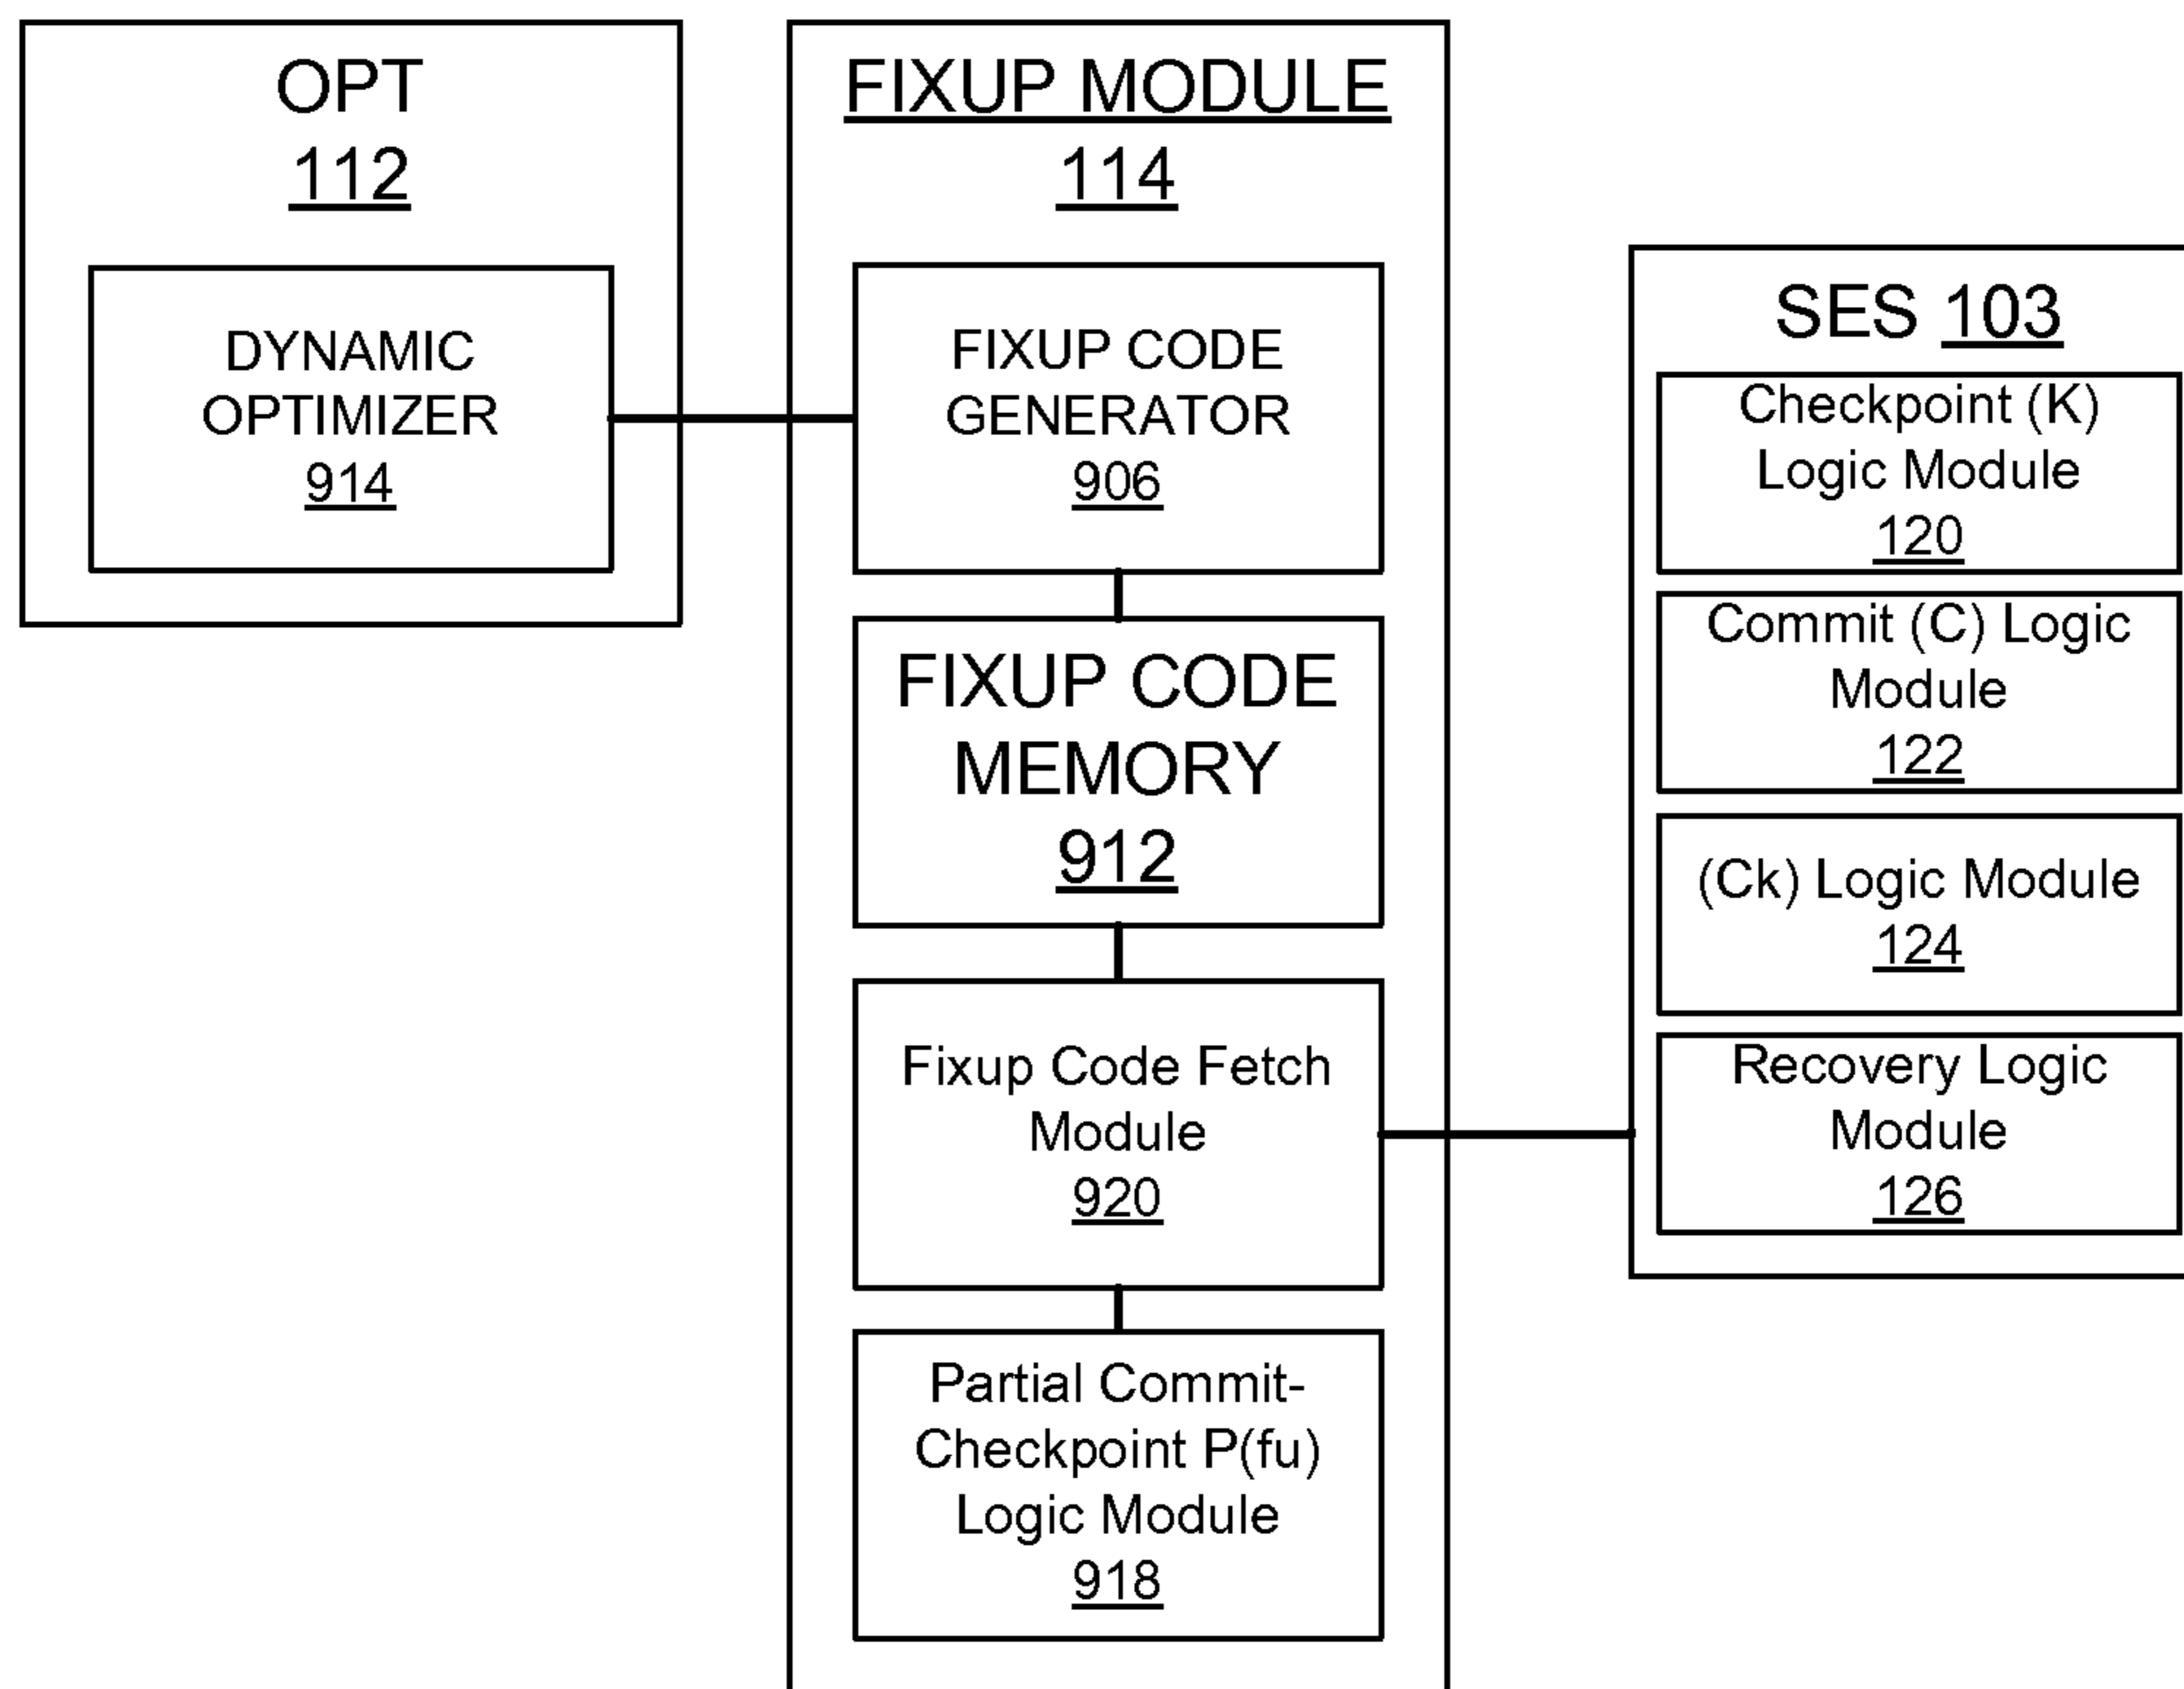 OPT
112
DYNAMIC
OPTIMIZER
914
FIXUP MODULE
114
FIXUP CODE
GENERATOR
906
FIXUP CODE
MEMORY
912
Fixup Code Fetch
Module
920
Partial Commit-
Checkpoint P(fu)
Logic Module
918
SES 103
Checkpoint (K)
Logic Module
120
Commit (C) Logic
Module
122
(Ck) Logic Module
124
Recovery Logic
Module
126